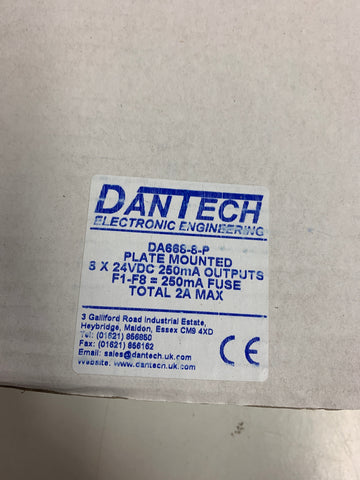 DANTECH
ELECTRONIC ENGINEERING
DA668-8-P
PLATE MOUNTED
8 X 24VDC 250mA OUTPUTS
F1-F8 = 250mA FUSE
TOTAL 2A MAX
3 Galliford Road Industrial Estate,
Heybridge, Maldon, Essex CM9 4XD
Tel: (01621) 856850
Fax: (01621) 856162
Email: sales@dantech.uk.com
Website: www.dantech.uk.com
CE